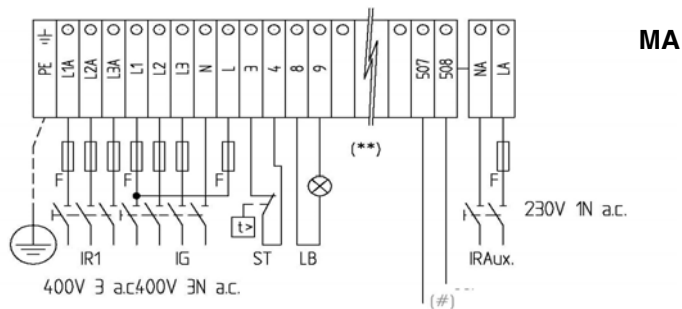 MA
PE L1A L2A L3A L1 L2 L3 N L 3 4 8 9 507 508 NA LA
(**)
F F F F
t>
230V 1N a.c.
IR1 IG ST LB IRAux.
400V 3 a.c.400V 3N a.c.
(#)